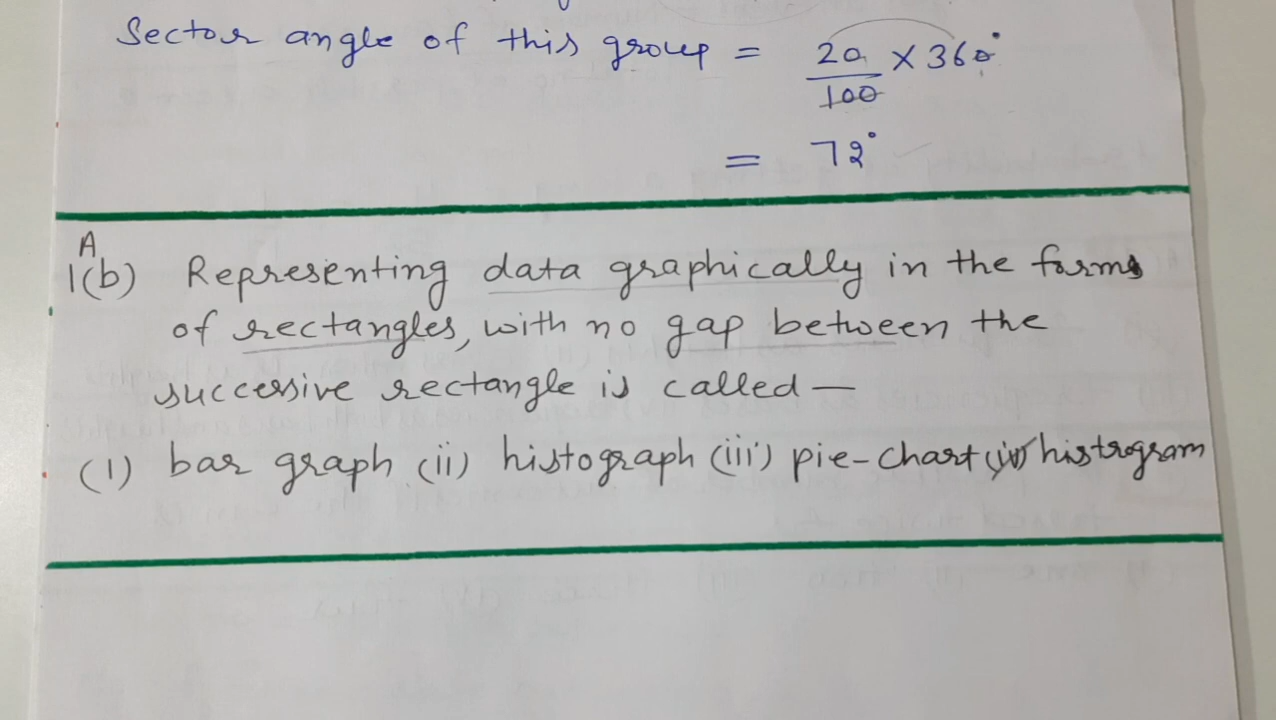 Sector angle of this group = 20/100 × 360°
= 72°
A
1(b) Representing data graphically in the forms
of rectangles, with no gap between the
successive rectangle is called —
(i) bar graph (ii) histograph (iii) pie-chart (iv) histrogram